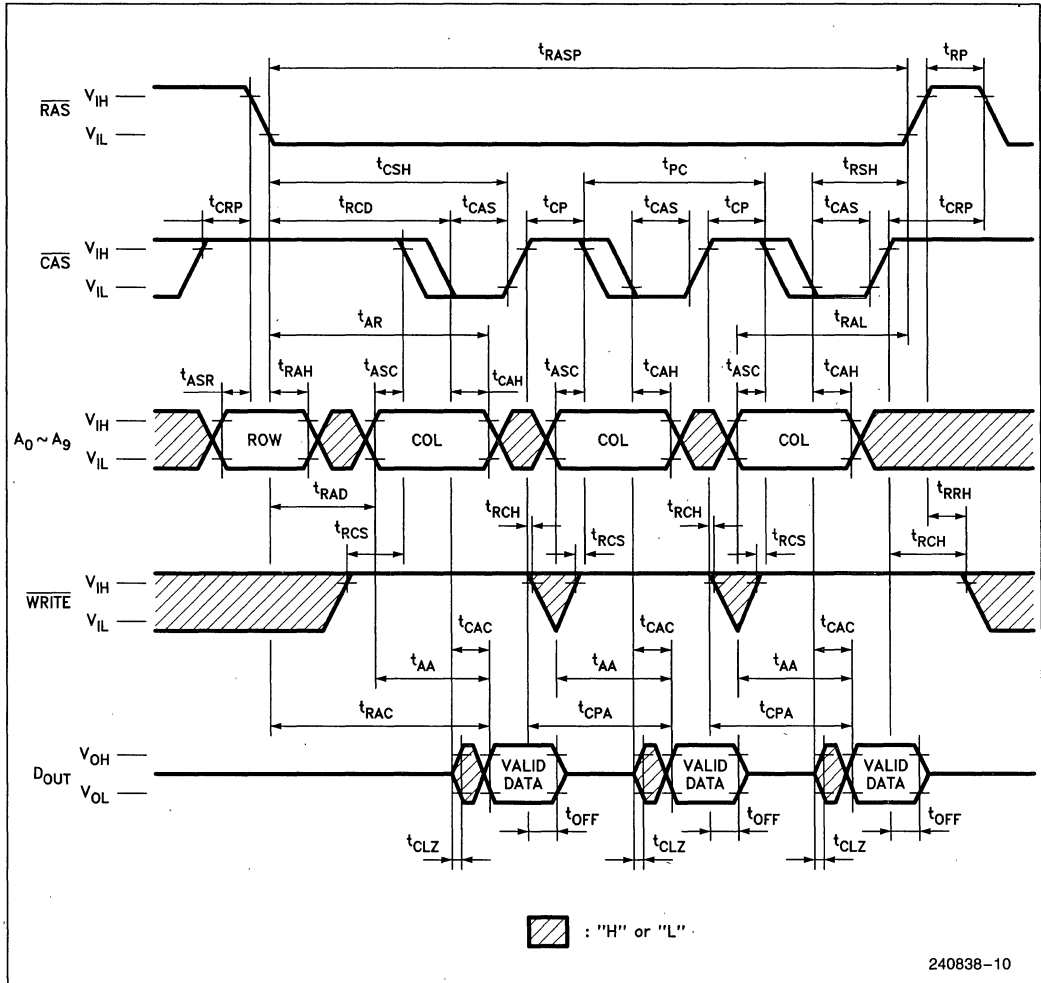 tRASP
tRP
RAS
VIH
VIL
tCSH
tPC
tRSH
tCRP
tRCD
tCAS
tCP
tCAS
tCP
tCAS
tCRP
CAS
VIH
VIL
tAR
tRAL
tASR
tRAH
tASC
tCAH
tASC
tCAH
tASC
tCAH
A0 ~ A9
VIH
VIL
ROW
COL
COL
COL
tRAD
tRCH
tRCH
tRRH
tRCS
tRCS
tRCS
tRCH
WRITE
VIH
VIL
tCAC
tCAC
tCAC
tAA
tAA
tAA
tRAC
tCPA
tCPA
DOUT
VOH
VOL
VALID DATA
VALID DATA
VALID DATA
tOFF
tOFF
tOFF
tCLZ
tCLZ
tCLZ
: "H" or "L"
240838-10